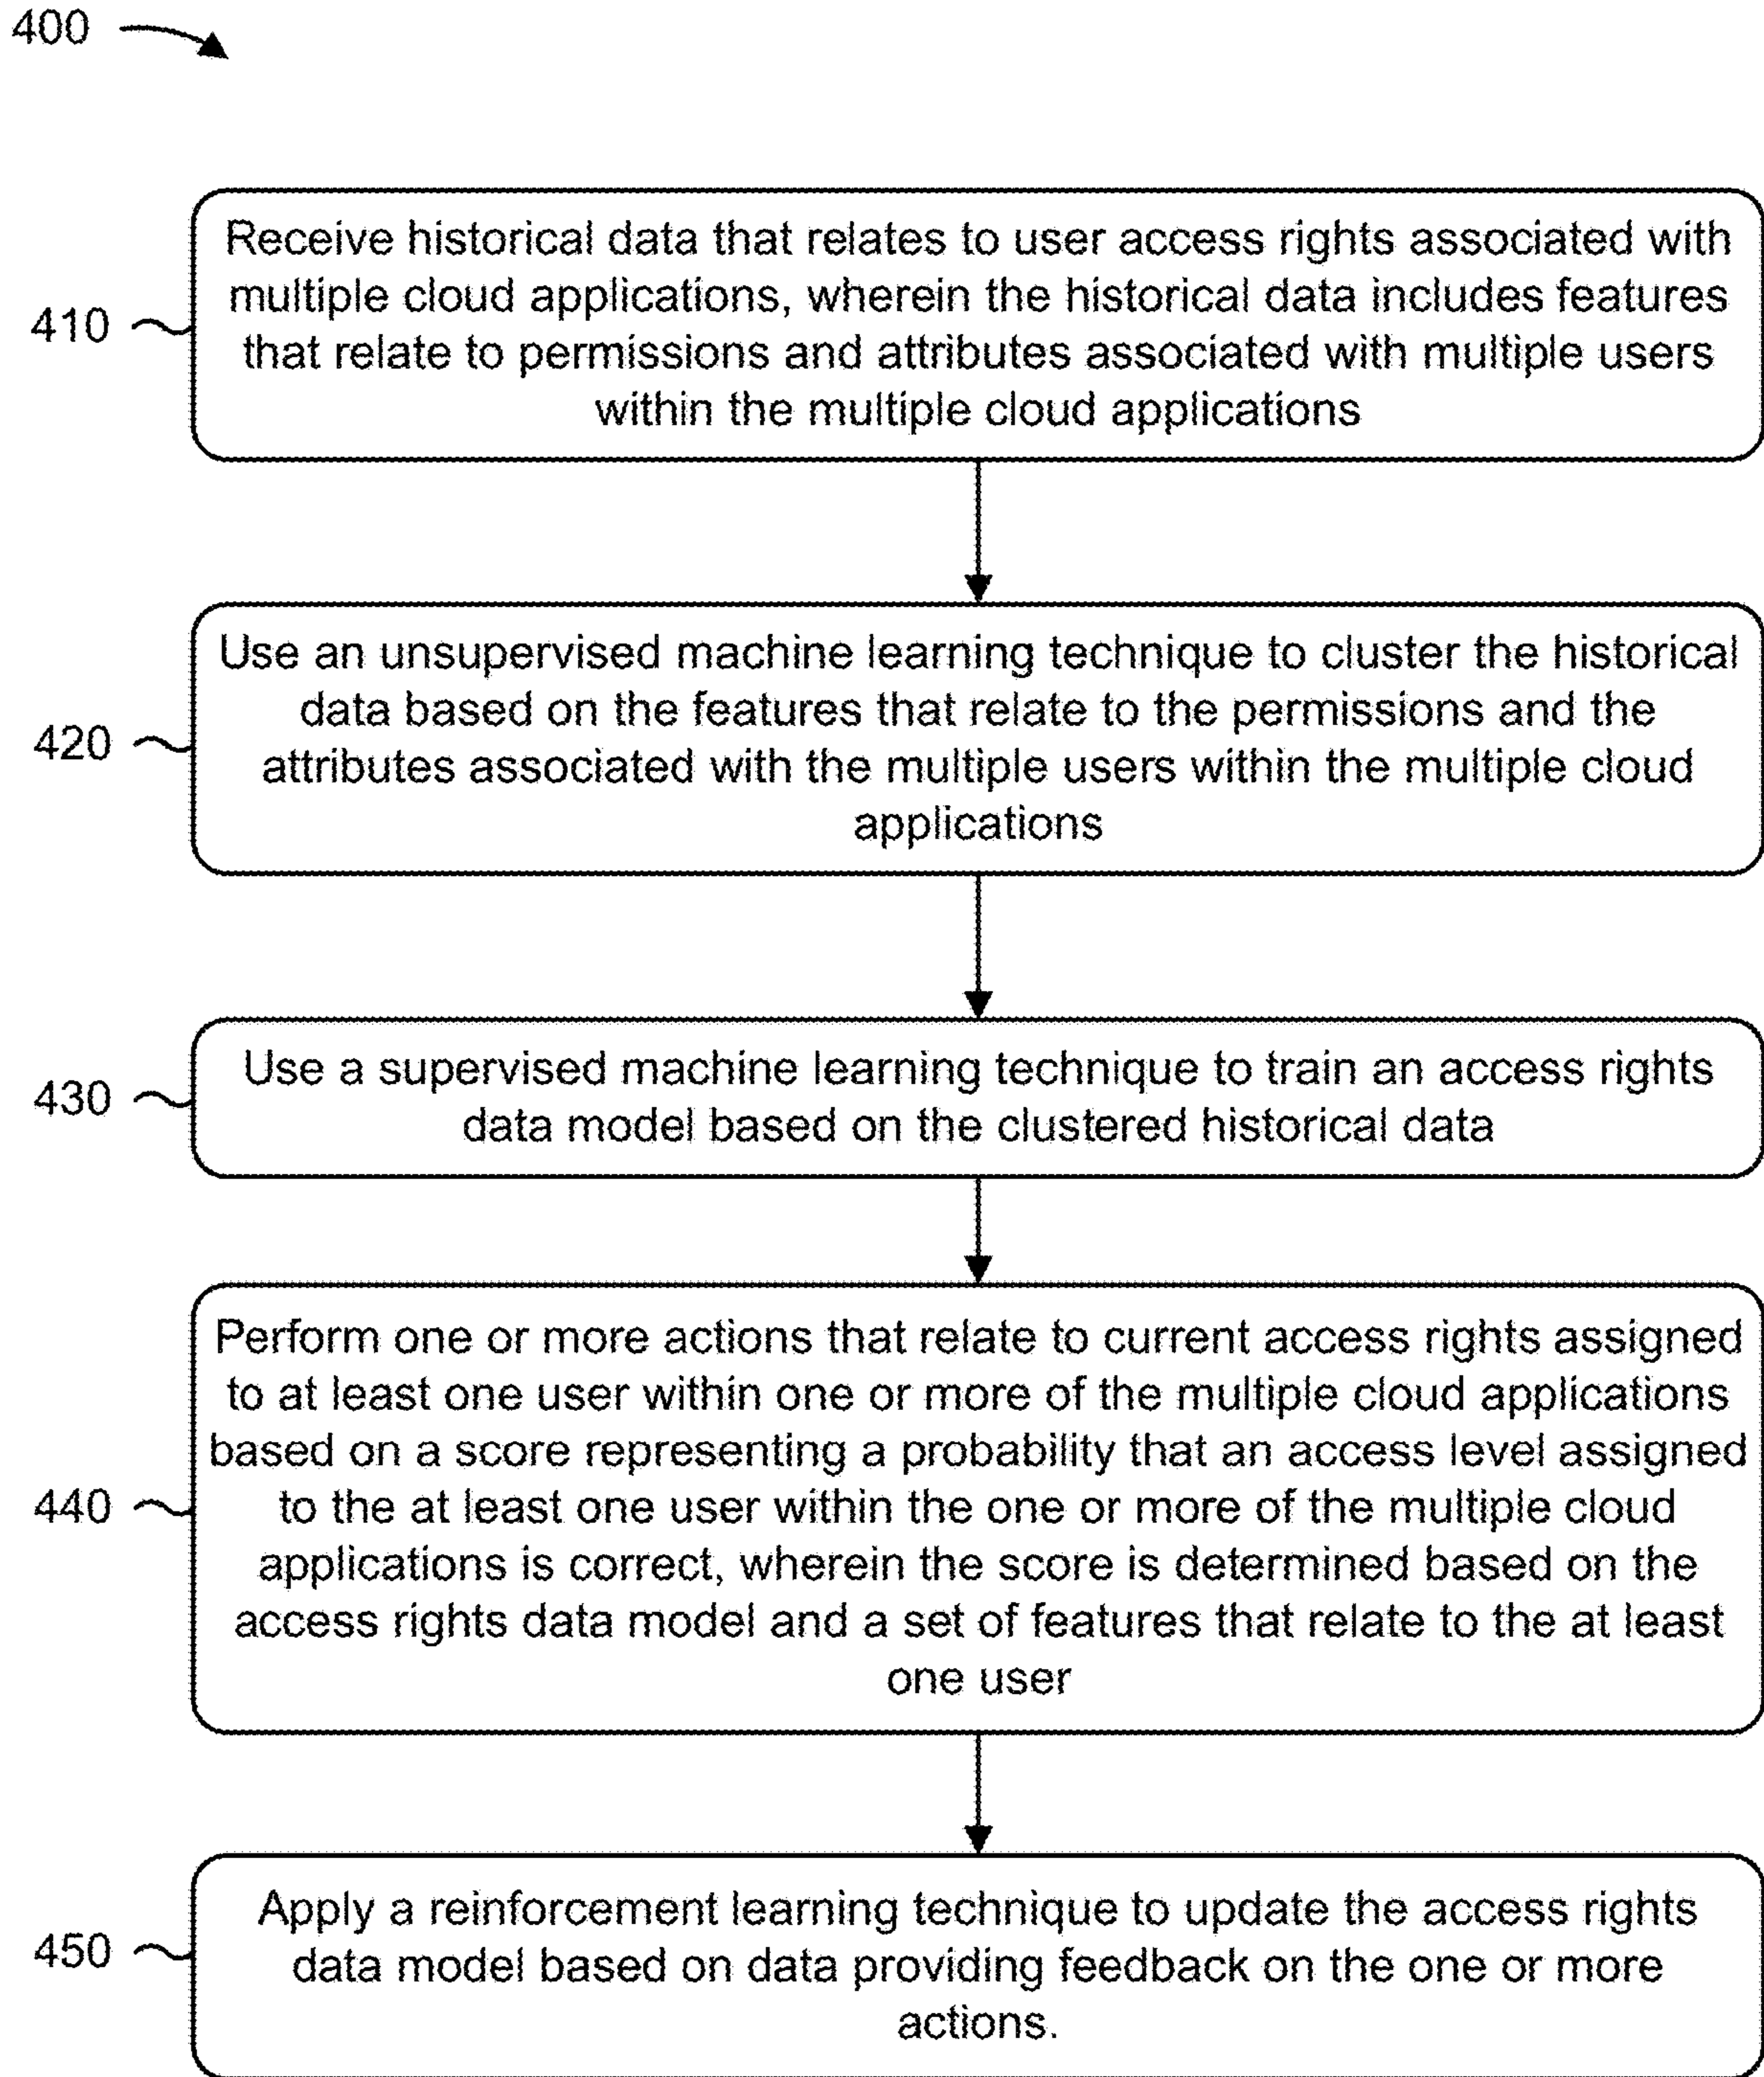 400
Receive historical data that relates to user access rights associated with
multiple cloud applications, wherein the historical data includes features
410
that relate to permissions and attributes associated with multiple users
within the multiple cloud applications
Use an unsupervised machine learning technique to cluster the historical
data based on the features that relate to the permissions and the
420
attributes associated with the multiple users within the multiple cloud
applications
Use a supervised machine learning technique to train an access rights
430
data model based on the clustered historical data
Perform one or more actions that relate to current access rights assigned
to at least one user within one or more of the multiple cloud applications
based on a score representing a probability that an access level assigned
440
to the at least one user within the one or more of the multiple cloud
applications is correct, wherein the score is determined based on the
access rights data model and a set of features that relate to the at least
one user
Apply a reinforcement learning technique to update the access rights
450
data model based on data providing feedback on the one or more
actions.